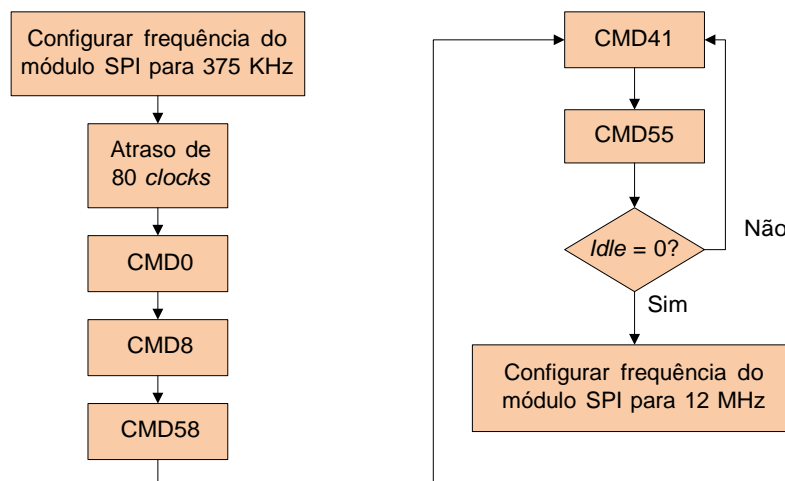 Configurar frequência do
módulo SPI para 375 KHz
Atraso de
80 clocks
CMD0
CMD8
CMD58
CMD41
CMD55
Idle = 0?
Não
Sim
Configurar frequência do
módulo SPI para 12 MHz